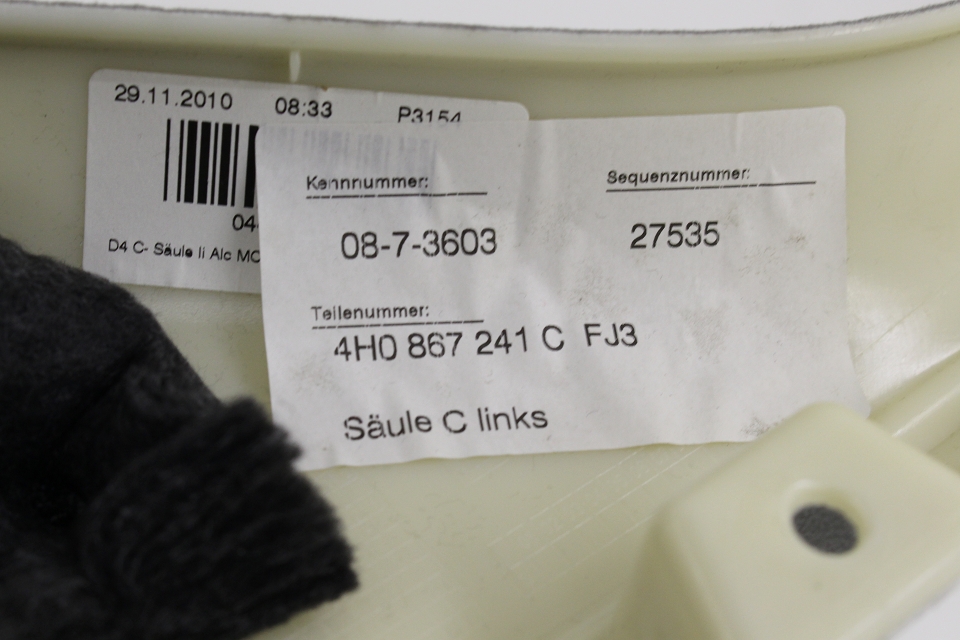 29.11.2010 08:33 P3154
04
D4 C- Säule li Alc MC
Kennnummer: Sequenznummer:
08-7-3603 27535
Teilenummer:
4H0 867 241 C FJ3
Säule C links